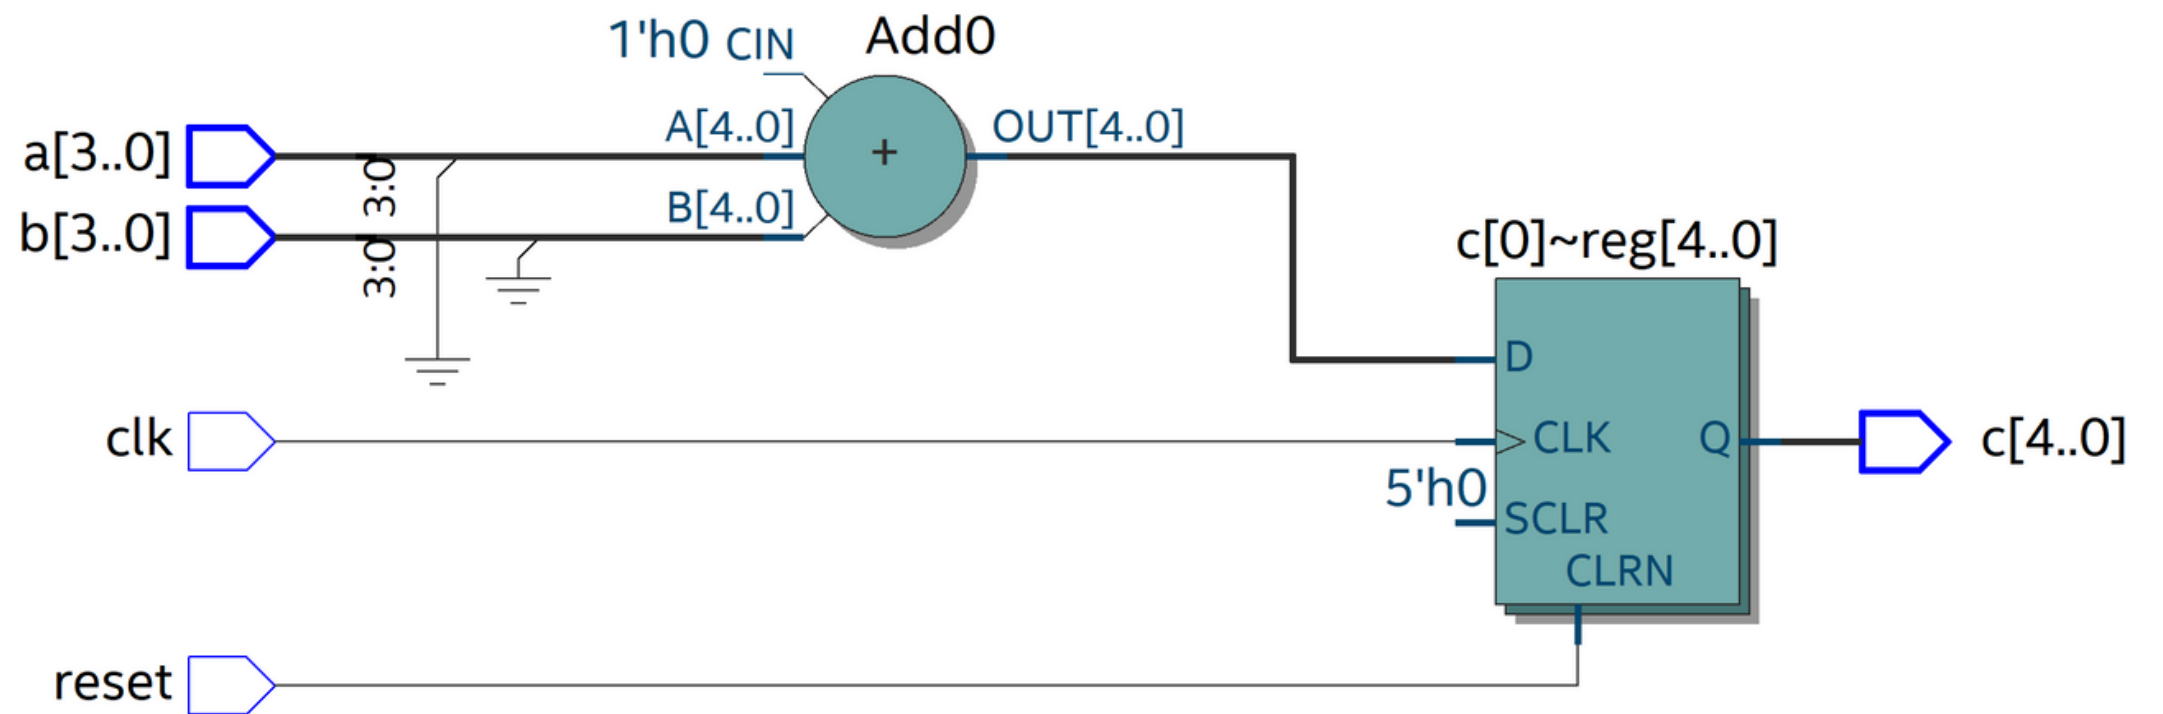 1'h0 CIN Add0
a[3..0] 3:0 A[4..0] + OUT[4..0]
b[3..0] 3:0 B[4..0]
c[0]~reg[4..0]
D
clk CLK Q c[4..0]
5'h0 SCLR
CLRN
reset